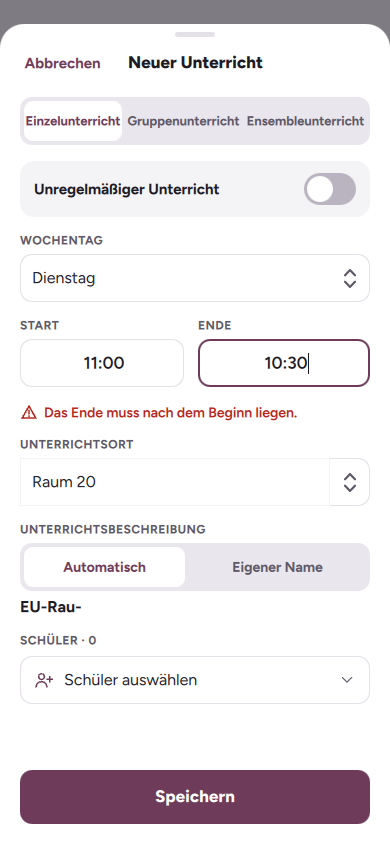 Abbrechen Neuer Unterricht
Einzelunterricht Gruppenunterricht Ensembleunterricht
Unregelmäßiger Unterricht
WOCHENTAG
Dienstag
START ENDE
11:00 10:30
Das Ende muss nach dem Beginn liegen.
UNTERRICHTSORT
Raum 20
UNTERRICHTSBESCHREIBUNG
Automatisch Eigener Name
EU-Rau-
SCHÜLER · 0
Schüler auswählen
Speichern